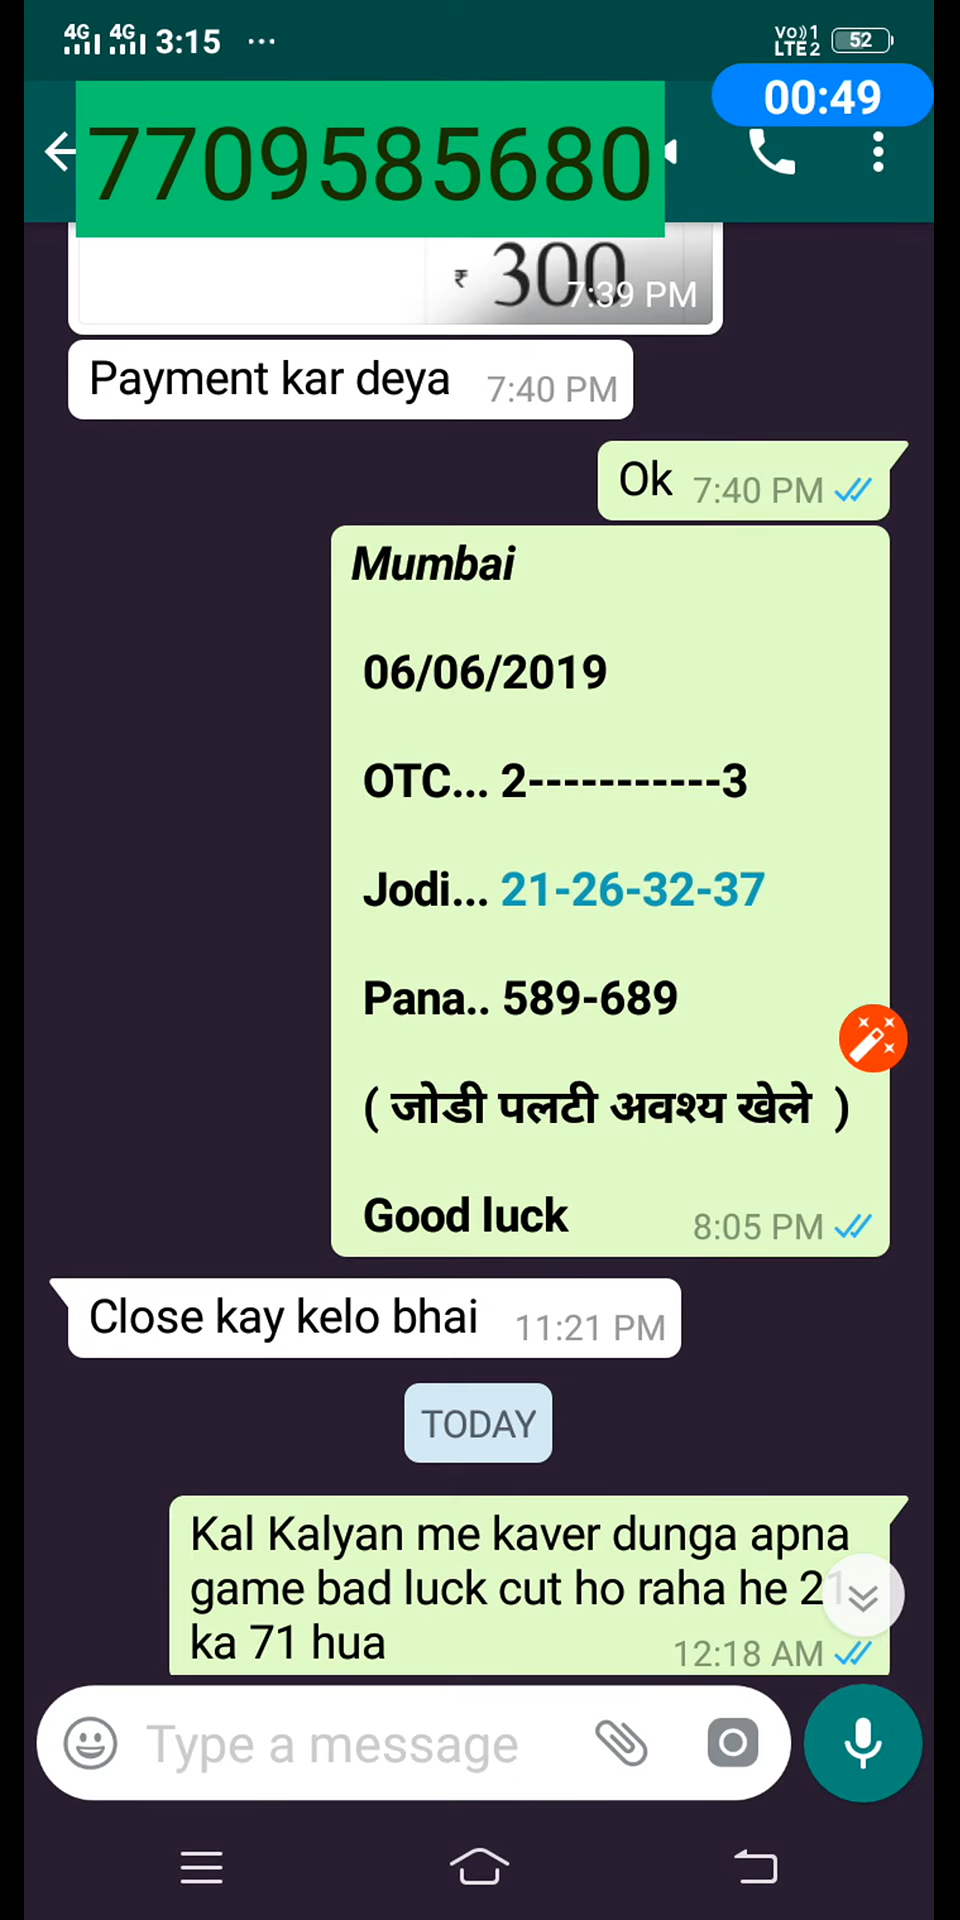 4G 4G 3:15 ...
VO)) 1
LTE 2
52
00:49
7709585680
₹ 300
7:39 PM
Payment kar deya 7:40 PM
Ok 7:40 PM
Mumbai
06/06/2019
OTC... 2-----------3
Jodi... 21-26-32-37
Pana.. 589-689
( जोडी पलटी अवश्य खेले )
Good luck 8:05 PM
Close kay kelo bhai 11:21 PM
TODAY
Kal Kalyan me kaver dunga apna
game bad luck cut ho raha he 21
ka 71 hua 12:18 AM
Type a message